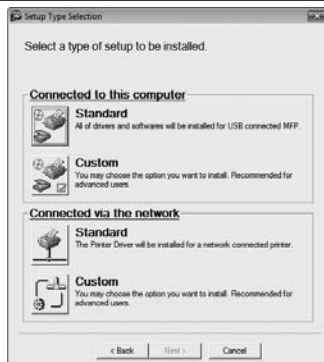 Setup Type Selection
Select a type of setup to be installed.
Connected to this computer
Standard
All of drivers and softwares will be installed for USB connected MFP.
Custom
You may choose the option you want to install. Recommended for
advanced users.
Connected via the network
Standard
The Printer Driver will be installed for a network connected printer.
Custom
You may choose the option you want to install. Recommended for
advanced users.
< Back
Next >
Cancel